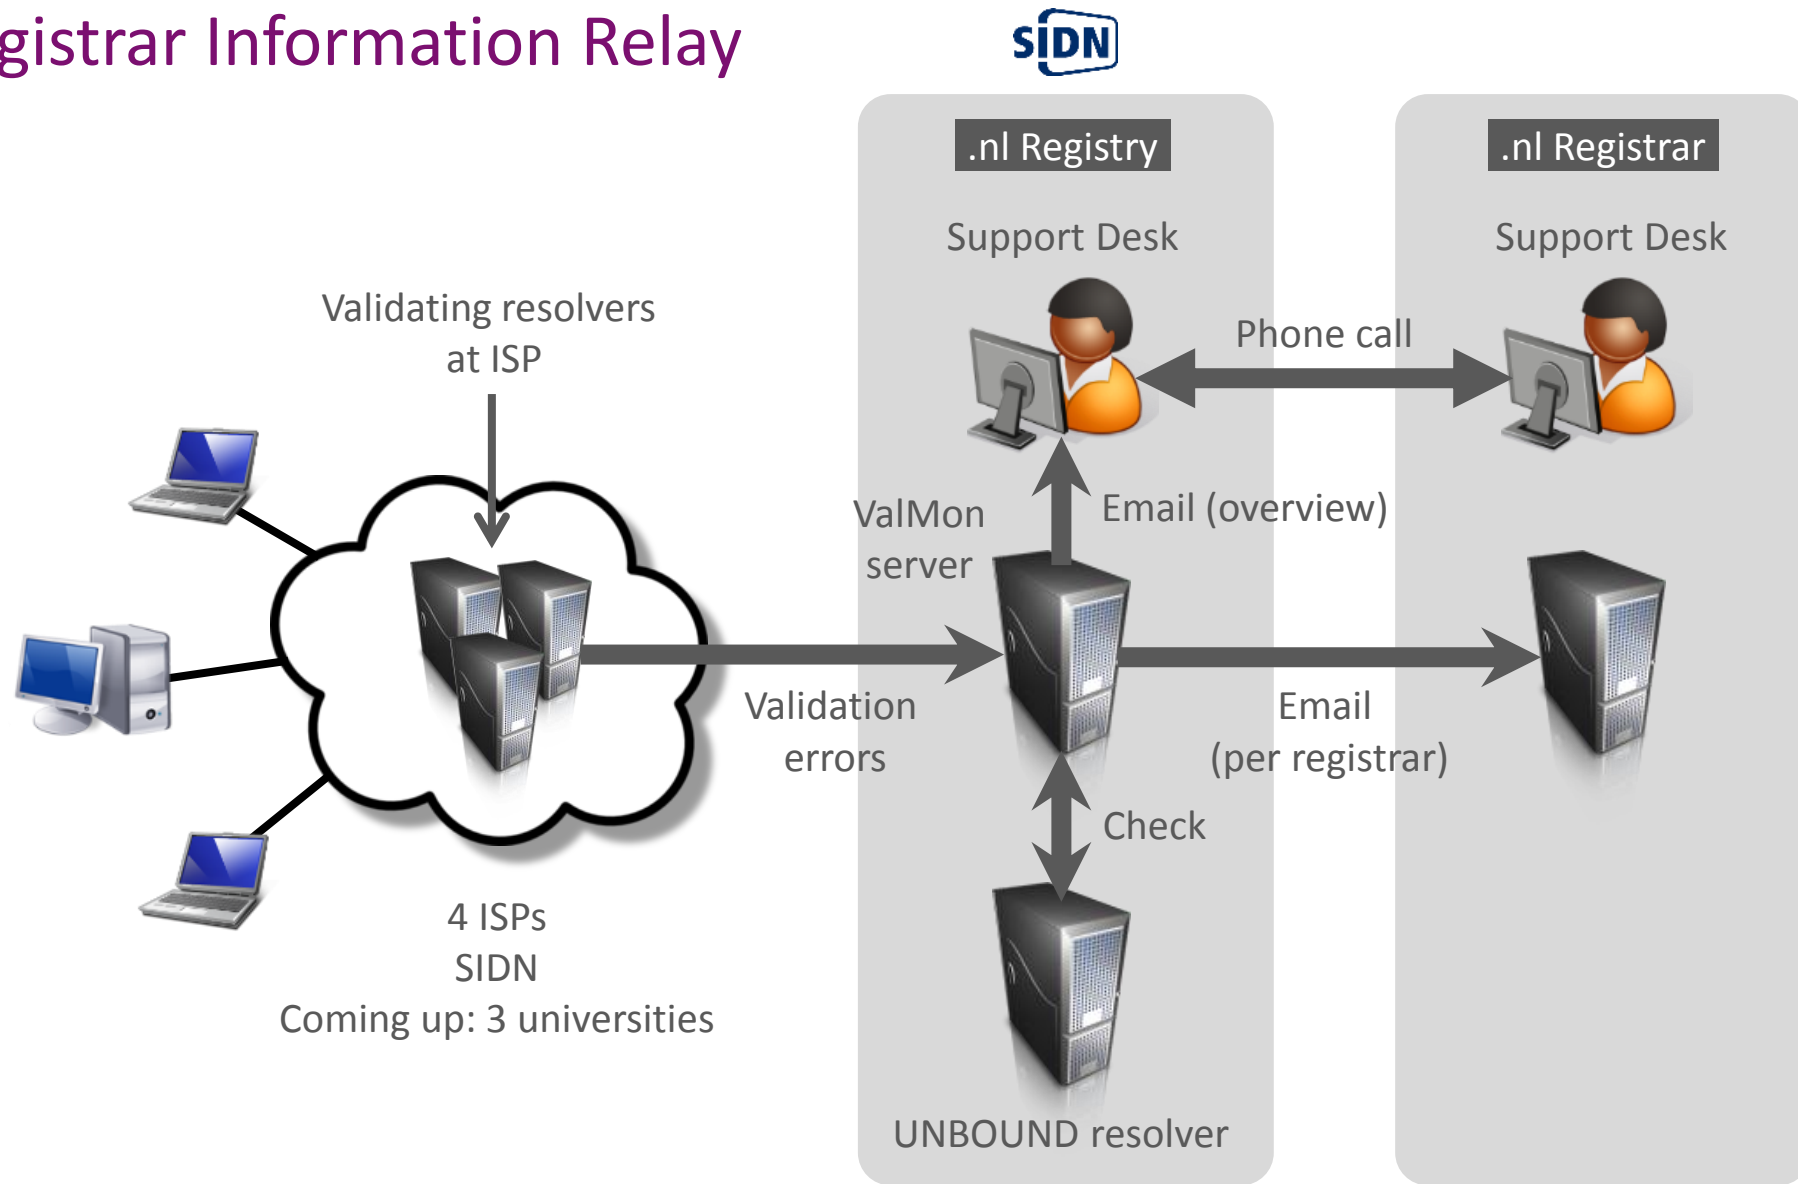 gistrar Information Relay
SIDN
.nl Registry
.nl Registrar
Support Desk
Support Desk
Validating resolvers
at ISP
Phone call
ValMon
server
Email (overview)
Validation
errors
Email
(per registrar)
Check
4 ISPs
SIDN
Coming up: 3 universities
UNBOUND resolver